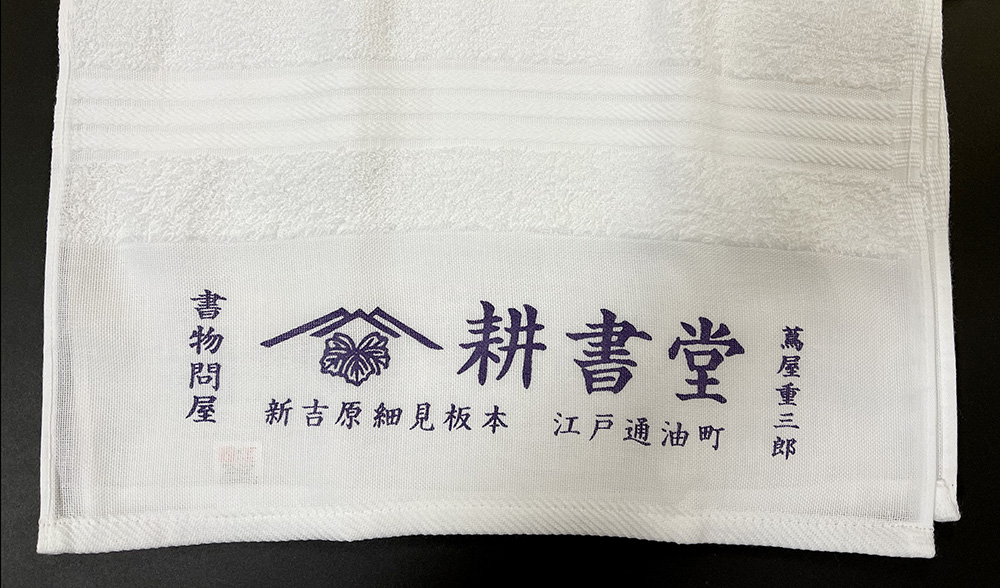 書物問屋
耕書堂
新吉原細見板本 江戸通油町
蔦屋重三郎